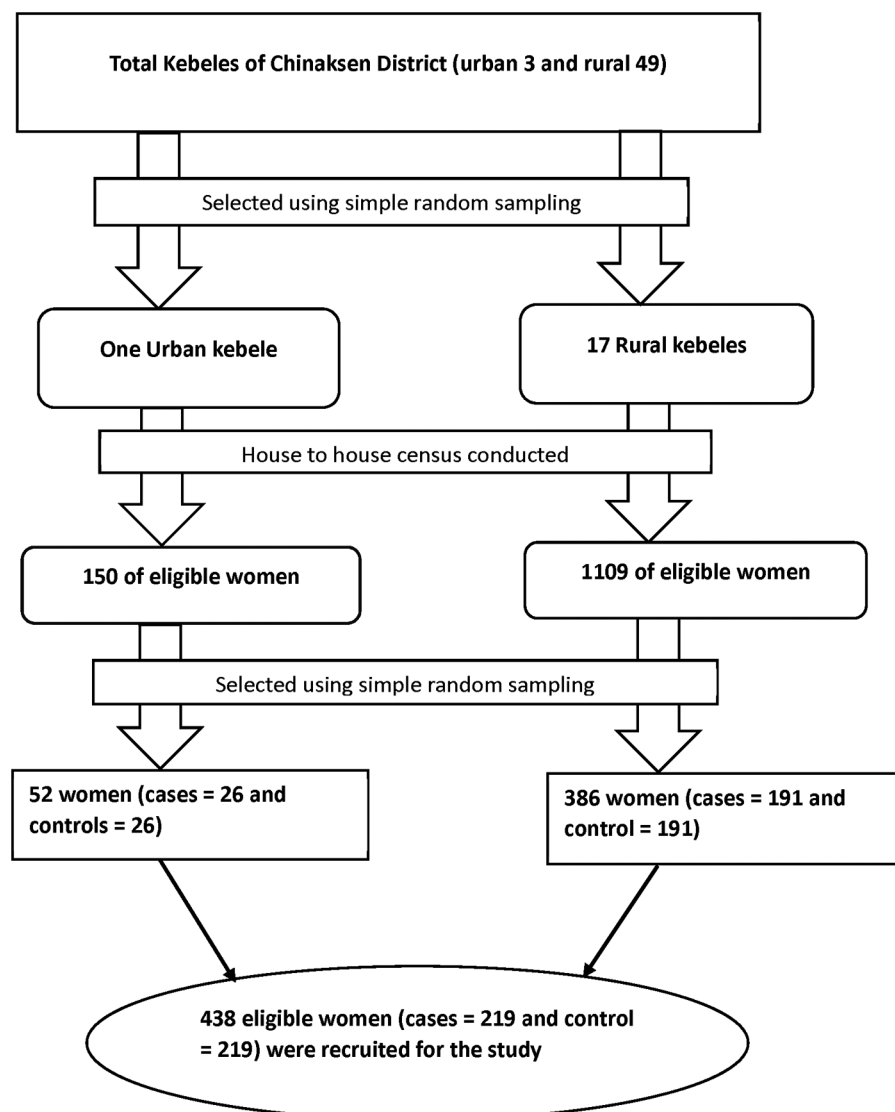 Total Kebeles of Chinaksen District (urban 3 and rural 49)
Selected using simple random sampling
One Urban kebele
17 Rural kebeles
House to house census conducted
150 of eligible women
1109 of eligible women
Selected using simple random sampling
52 women (cases = 26 and
controls = 26)
386 women (cases = 191 and
control = 191)
438 eligible women (cases = 219 and control
= 219) were recruited for the study